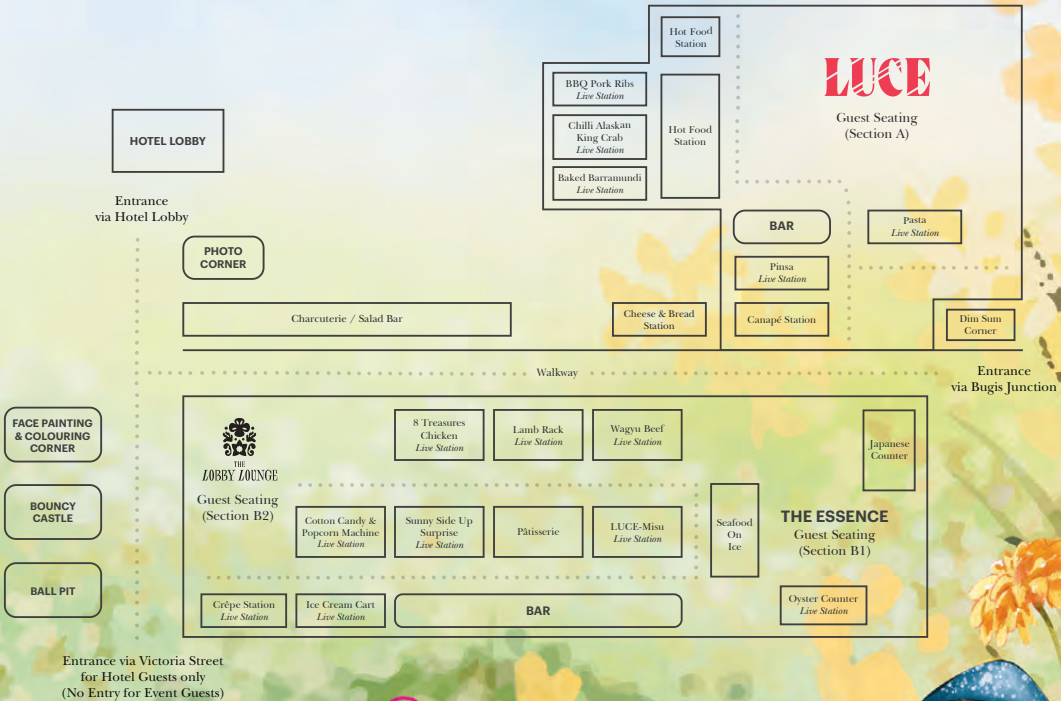 Hot Food
Station
LUCE
Guest Seating
(Section A)
BBQ Pork Ribs
Live Station
Chilli Alaskan
King Crab
Live Station
Baked Barramundi
Live Station
Hot Food
Station
HOTEL LOBBY
Entrance
via Hotel Lobby
PHOTO
CORNER
BAR
Pasta
Live Station
Pinsa
Live Station
Charcuterie / Salad Bar
Cheese & Bread
Station
Canapé Station
Dim Sum
Corner
Walkway
Entrance
via Bugis Junction
FACE PAINTING
& COLOURING
CORNER
BOUNCY
CASTLE
BALL PIT
THE
LOBBY LOUNGE
Guest Seating
(Section B2)
8 Treasures
Chicken
Live Station
Lamb Rack
Live Station
Wagyu Beef
Live Station
Japanese
Counter
Cotton Candy &
Popcorn Machine
Live Station
Sunny Side Up
Surprise
Live Station
Pâtisserie
LUCE-Misu
Live Station
Seafood
On
Ice
THE ESSENCE
Guest Seating
(Section B1)
Crêpe Station
Live Station
Ice Cream Cart
Live Station
BAR
Oyster Counter
Live Station
Entrance via Victoria Street
for Hotel Guests only
(No Entry for Event Guests)